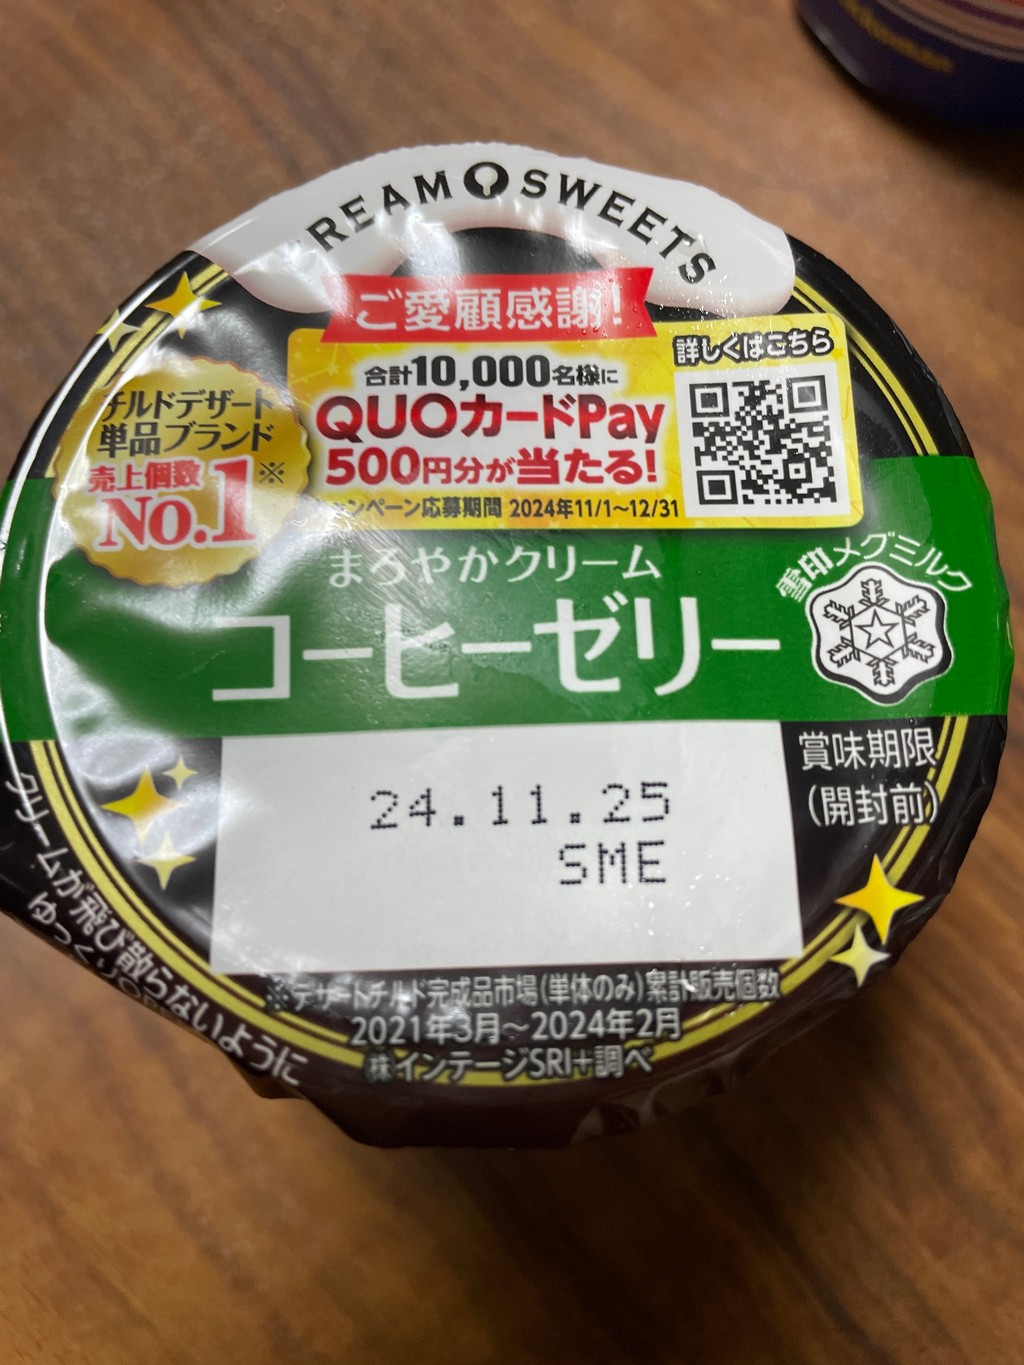 REAM SWEETS
ご愛顧感謝!
合計10,000名様に
QUOカードPay
500円分が当たる!
ンペーン応募期間 2024年11/1～12/31
詳しくはこちら
チルドデザート
単品ブランド
売上個数
No.1※
まろやかクリーム
コーヒーゼリー
雪印メグミルク
賞味期限
(開封前)
24.11.25
SME
※デザートチルド完成品市場(単体のみ)累計販売個数
2021年3月～2024年2月
㈱インテージSRI+調べ
クリームが飛び散らないように
ゆっくり